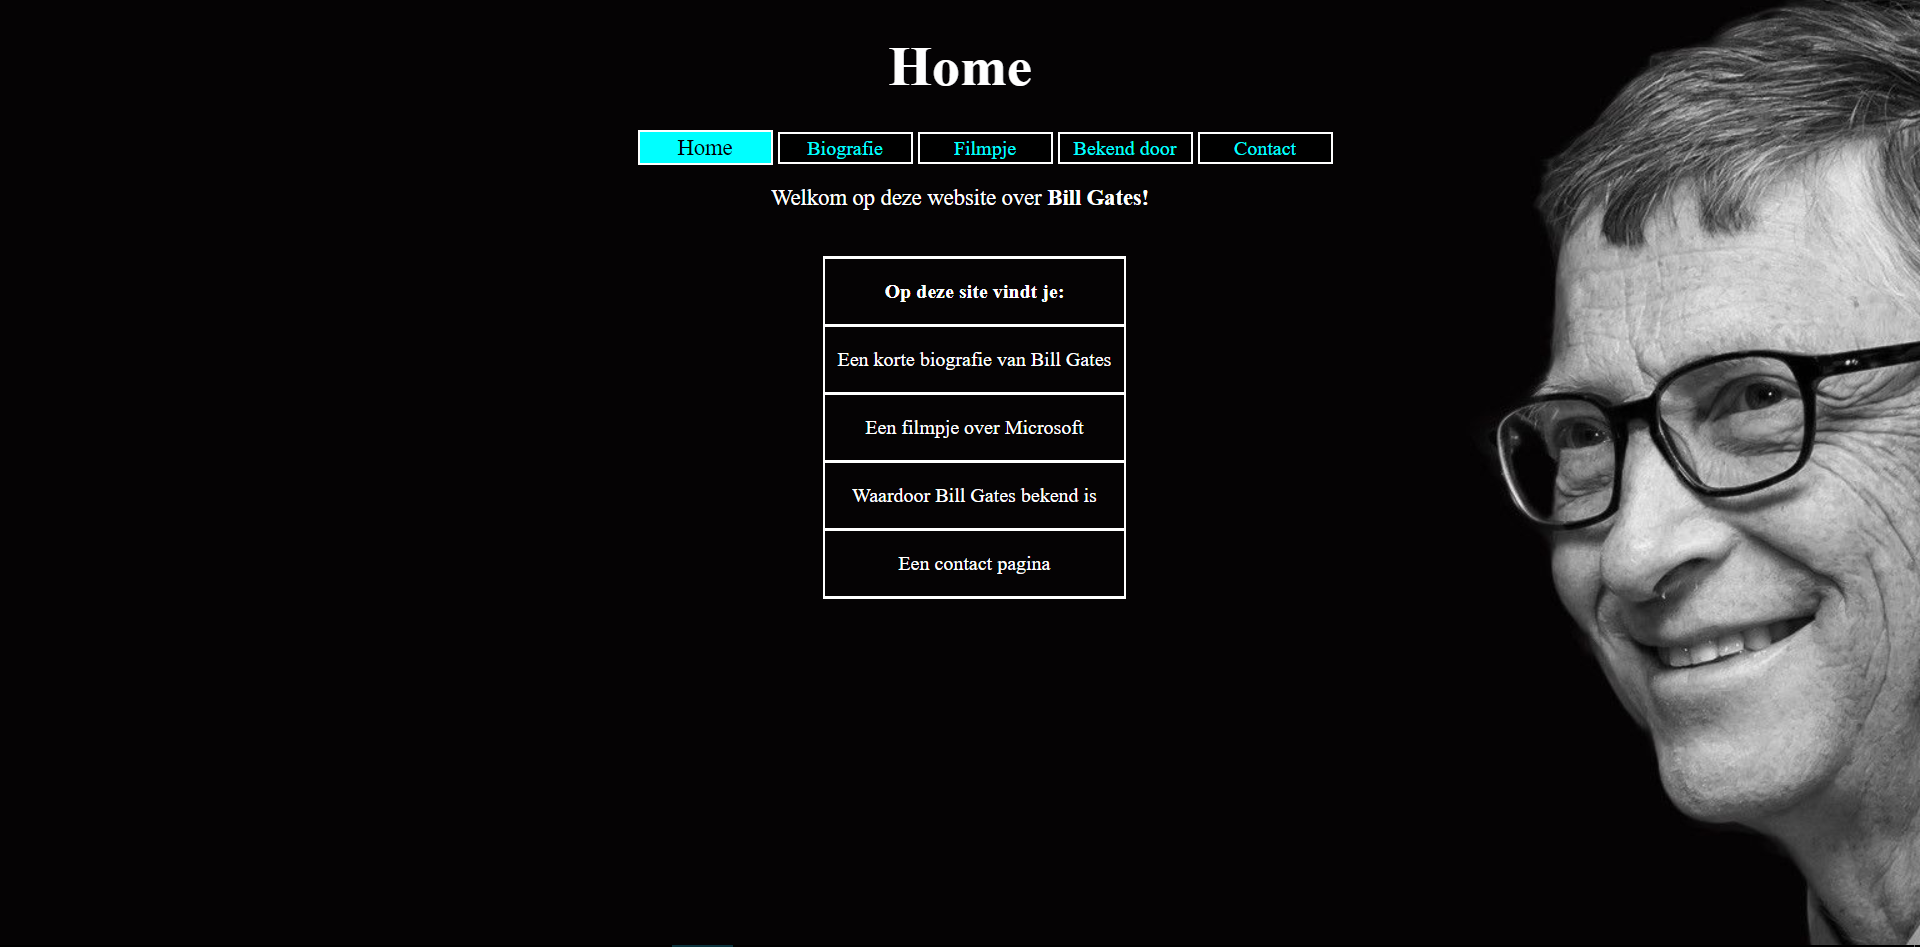 Home
Home Biografie Filmpje Bekend door Contact
Welkom op deze website over Bill Gates!
Op deze site vindt je:
Een korte biografie van Bill Gates
Een filmpje over Microsoft
Waardoor Bill Gates bekend is
Een contact pagina